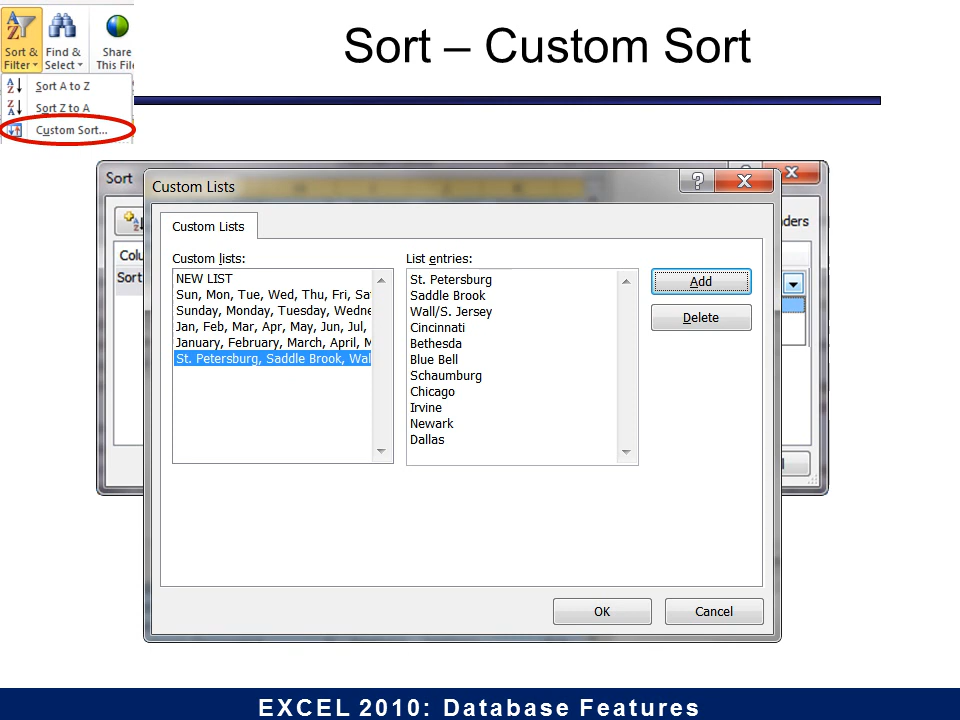 Sort & Filter
Find & Select
Share This File
Sort A to Z
Sort Z to A
Custom Sort...
Sort – Custom Sort
Sort
Custom Lists
Custom Lists
Custom lists:
NEW LIST
Sun, Mon, Tue, Wed, Thu, Fri, Sat
Sunday, Monday, Tuesday, Wedne
Jan, Feb, Mar, Apr, May, Jun, Jul,
January, February, March, April, M
St. Petersburg, Saddle Brook, Wal
List entries:
St. Petersburg
Saddle Brook
Wall/S. Jersey
Cincinnati
Bethesda
Blue Bell
Schaumburg
Chicago
Irvine
Newark
Dallas
Add
Delete
Sort
OK
Cancel
EXCEL 2010: Database Features